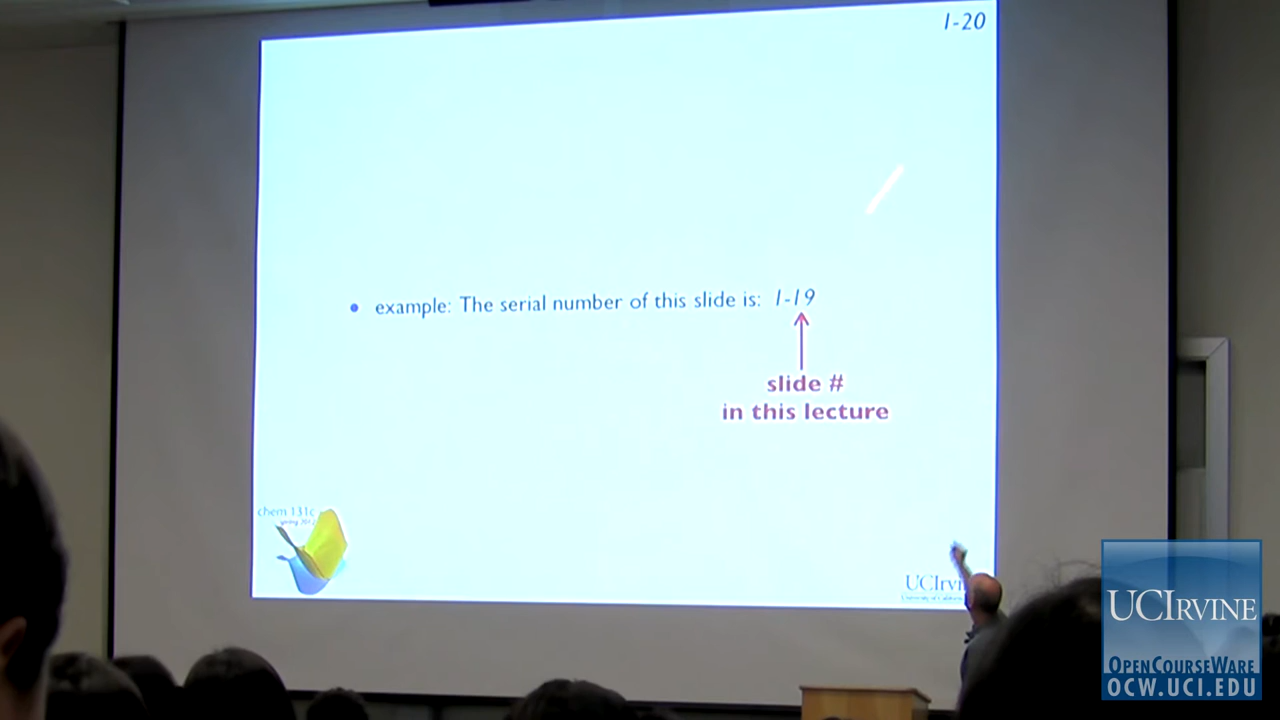 1-20
• example: The serial number of this slide is: 1-19
slide #
in this lecture
chem 131c
UCIrvi
UCIRVINE
OPENCOURSEWARE
OCW.UCI.EDU